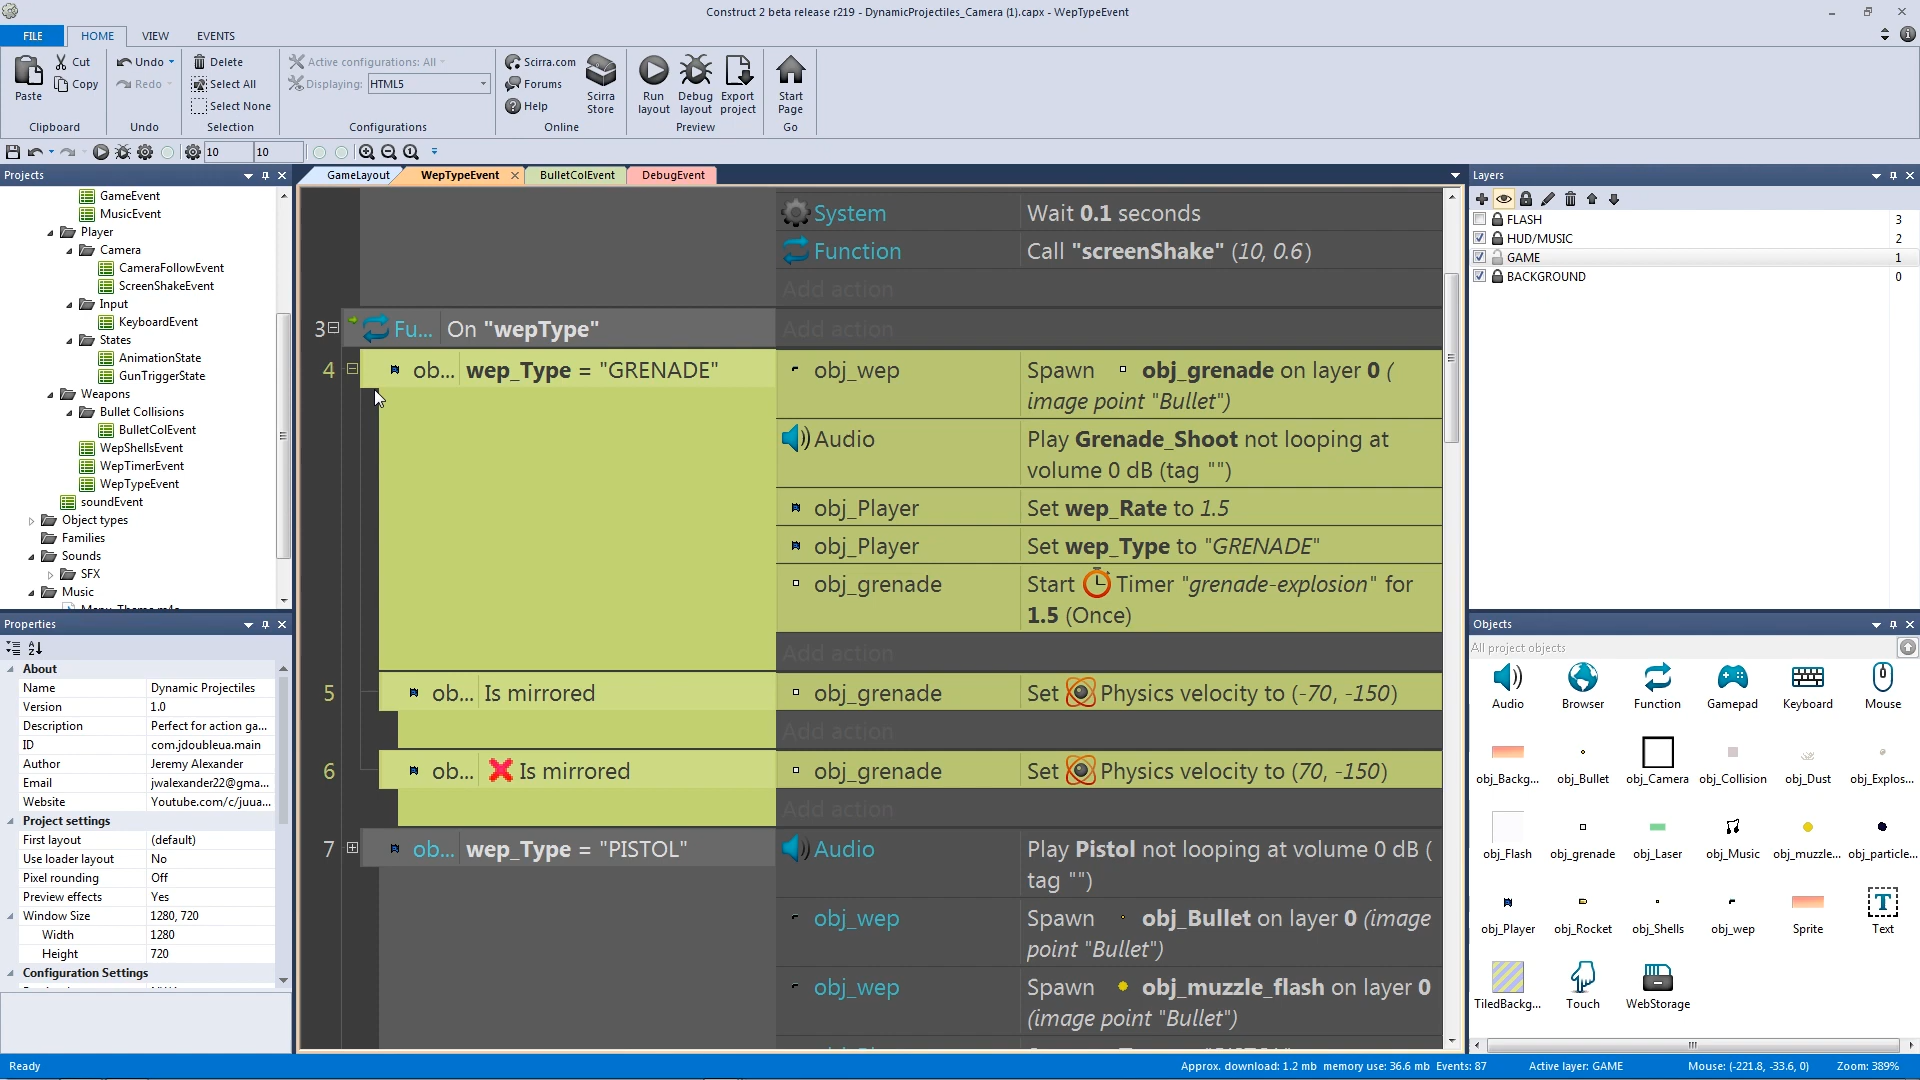 Construct 2 beta release r219 - DynamicProjectiles_Camera (1).capx - WepTypeEvent
FILE
HOME
VIEW
EVENTS
Paste
Cut
Copy
Clipboard
Undo
Redo
Undo
Delete
Select All
Select None
Selection
Active configurations: All
Displaying: HTML5
Configurations
Scirra.com
Forums
Help
Scirra Store
Online
Run layout
Debug layout
Export project
Preview
Start Page
Go
10
10
Projects
GameEvent
MusicEvent
Player
Camera
CameraFollowEvent
ScreenShakeEvent
Input
KeyboardEvent
States
AnimationState
GunTriggerState
Weapons
Bullet Collisions
BulletColEvent
WepShellsEvent
WepTimerEvent
WepTypeEvent
soundEvent
Object types
Families
Sounds
SFX
Music
Properties
About
Name Dynamic Projectiles
Version 1.0
Description Perfect for action ga...
ID com.jdoubleua.main
Author Jeremy Alexander
Email jwalexander22@gma...
Website Youtube.com/c/juua...
Project settings
First layout (default)
Use loader layout No
Pixel rounding Off
Preview effects Yes
Window Size 1280, 720
Width 1280
Height 720
Configuration Settings
GameLayout
WepTypeEvent
BulletColEvent
DebugEvent
System Wait 0.1 seconds
Function Call "screenShake" (10, 0.6)
Add action
3 Fu... On "wepType"
Add action
4 ob... wep_Type = "GRENADE"
obj_wep Spawn obj_grenade on layer 0 (
image point "Bullet")
Audio Play Grenade_Shoot not looping at
volume 0 dB (tag "")
obj_Player Set wep_Rate to 1.5
obj_Player Set wep_Type to "GRENADE"
obj_grenade Start Timer "grenade-explosion" for
1.5 (Once)
Add action
5 ob... Is mirrored
obj_grenade Set Physics velocity to (-70, -150)
Add action
6 ob... Is mirrored
obj_grenade Set Physics velocity to (70, -150)
Add action
7 ob... wep_Type = "PISTOL"
Audio Play Pistol not looping at volume 0 dB (
tag "")
obj_wep Spawn obj_Bullet on layer 0 (image
point "Bullet")
obj_wep Spawn obj_muzzle_flash on layer 0
(image point "Bullet")
Layers
FLASH 3
HUD/MUSIC 2
GAME 1
BACKGROUND 0
Objects
All project objects
Audio Browser Function Gamepad Keyboard Mouse
obj_Backg... obj_Bullet obj_Camera obj_Collision obj_Dust obj_Explos...
obj_Flash obj_grenade obj_Laser obj_Music obj_muzzle... obj_particle...
obj_Player obj_Rocket obj_Shells obj_wep Sprite Text
TiledBackg... Touch WebStorage
Ready
Approx. download: 1.2 mb memory use: 36.6 mb Events: 87
Active layer: GAME
Mouse: (-221.8, -33.6, 0)
Zoom: 389%